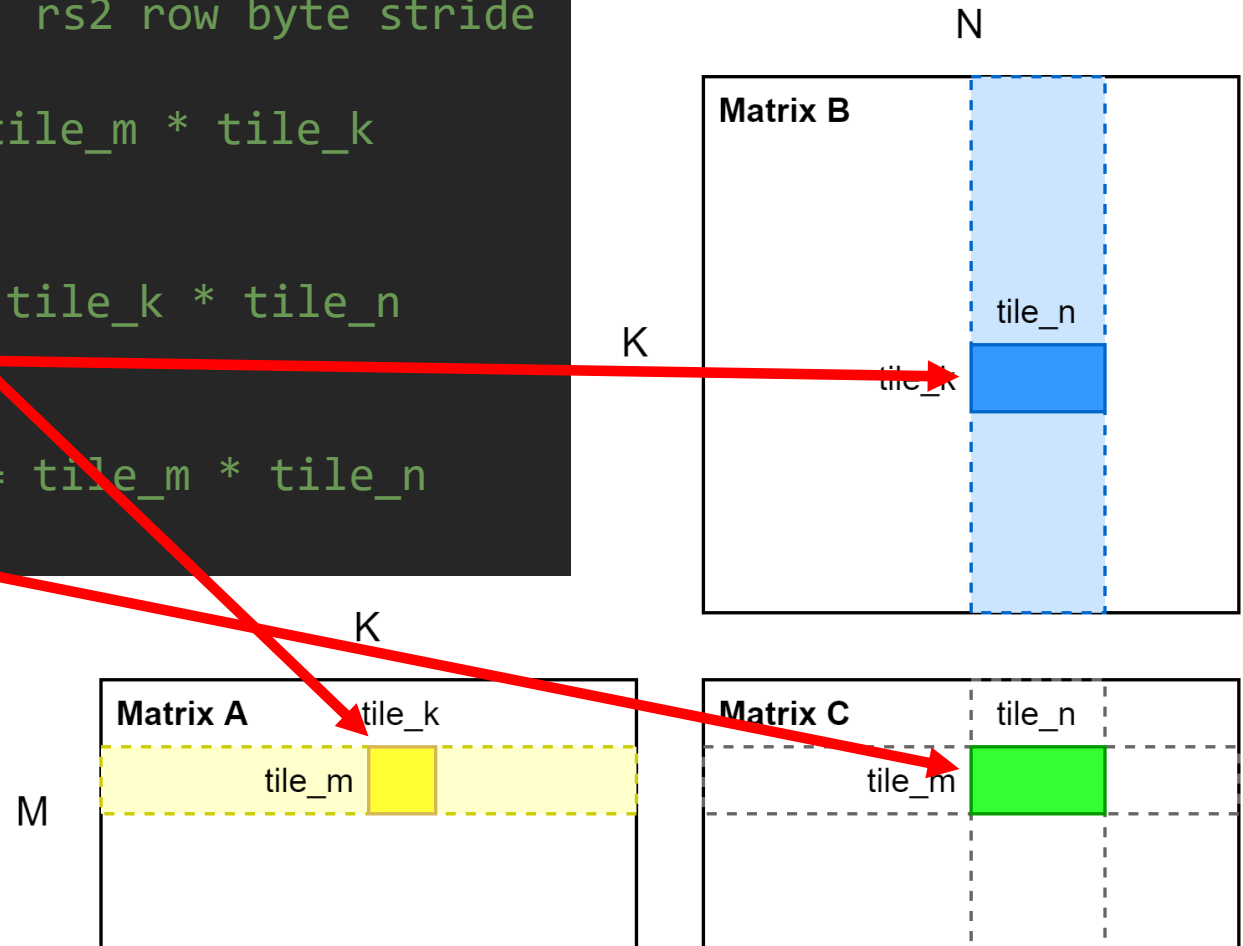 rs2 row byte stride
tile_m * tile_k
tile_k * tile_n
= tile_m * tile_n
N
Matrix B
tile_n
K
tile_k
K
Matrix A
tile_k
tile_m
M
Matrix C
tile_n
tile_m